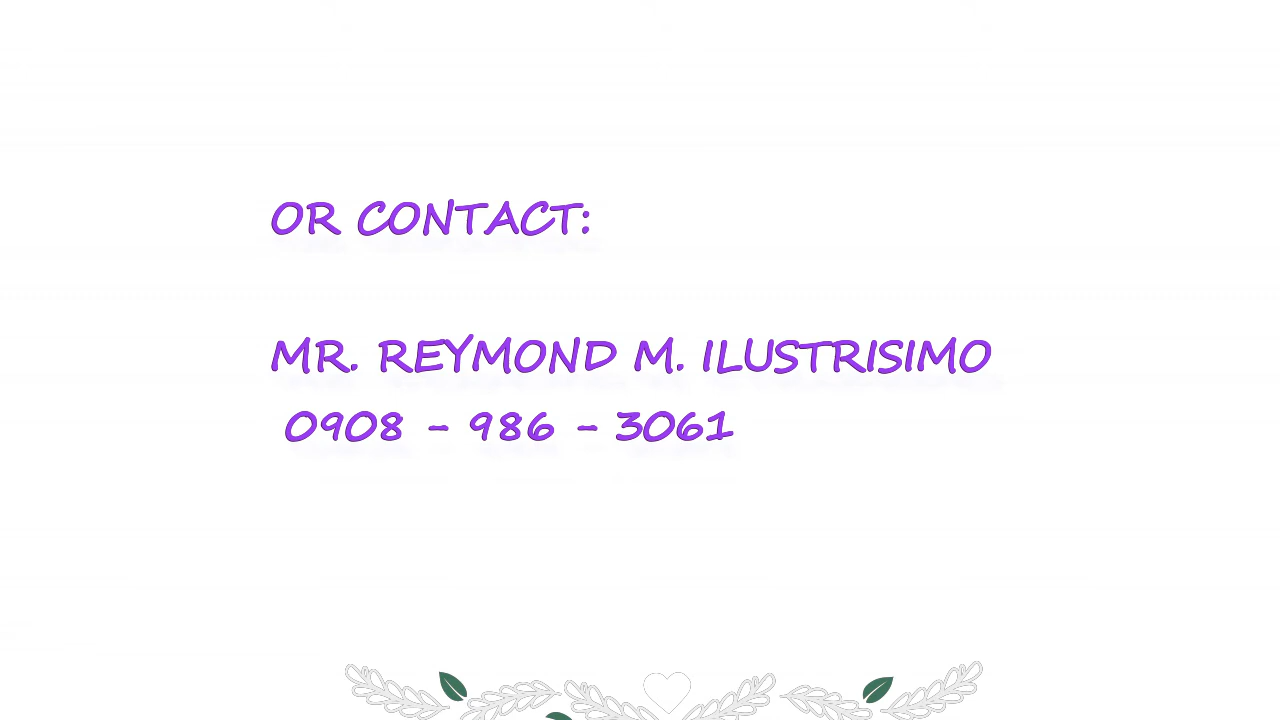 OR CONTACT:
MR. REYMOND M. ILUSTRISIMO
0908 - 986 - 3061